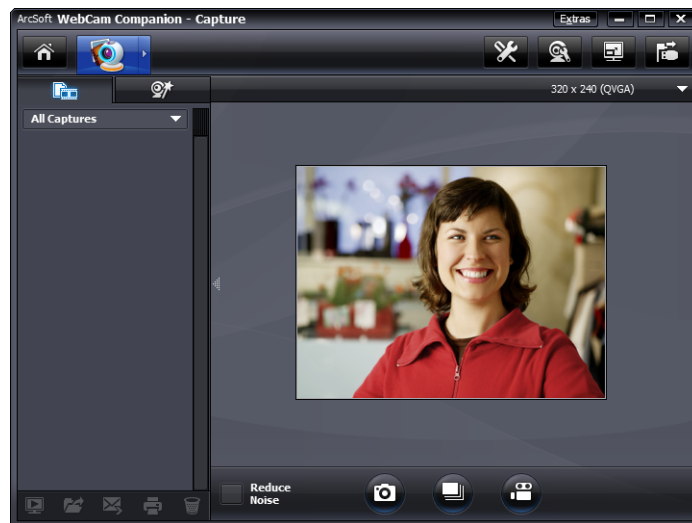 ArcSoft WebCam Companion - Capture
Extras
320 x 240 (QVGA)
All Captures
Reduce
Noise